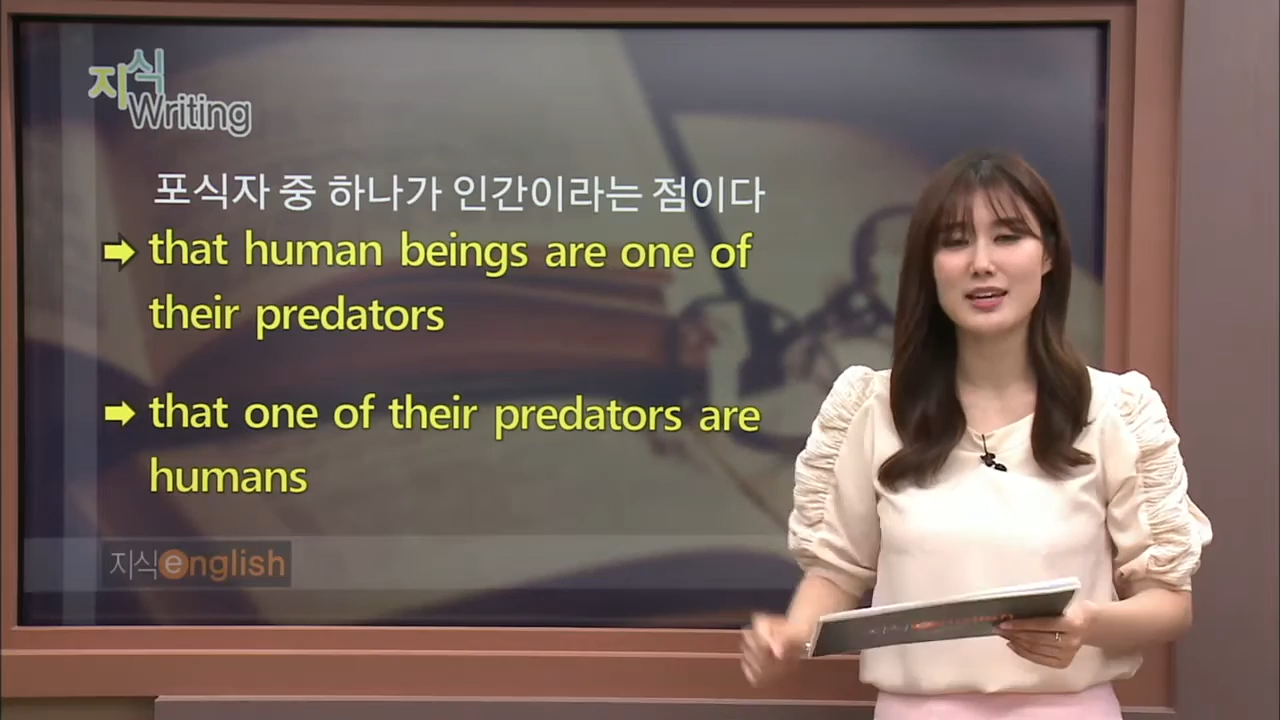 지식
Writing
포식자 중 하나가 인간이라는 점이다
that human beings are one of
their predators
that one of their predators are
humans
지식english